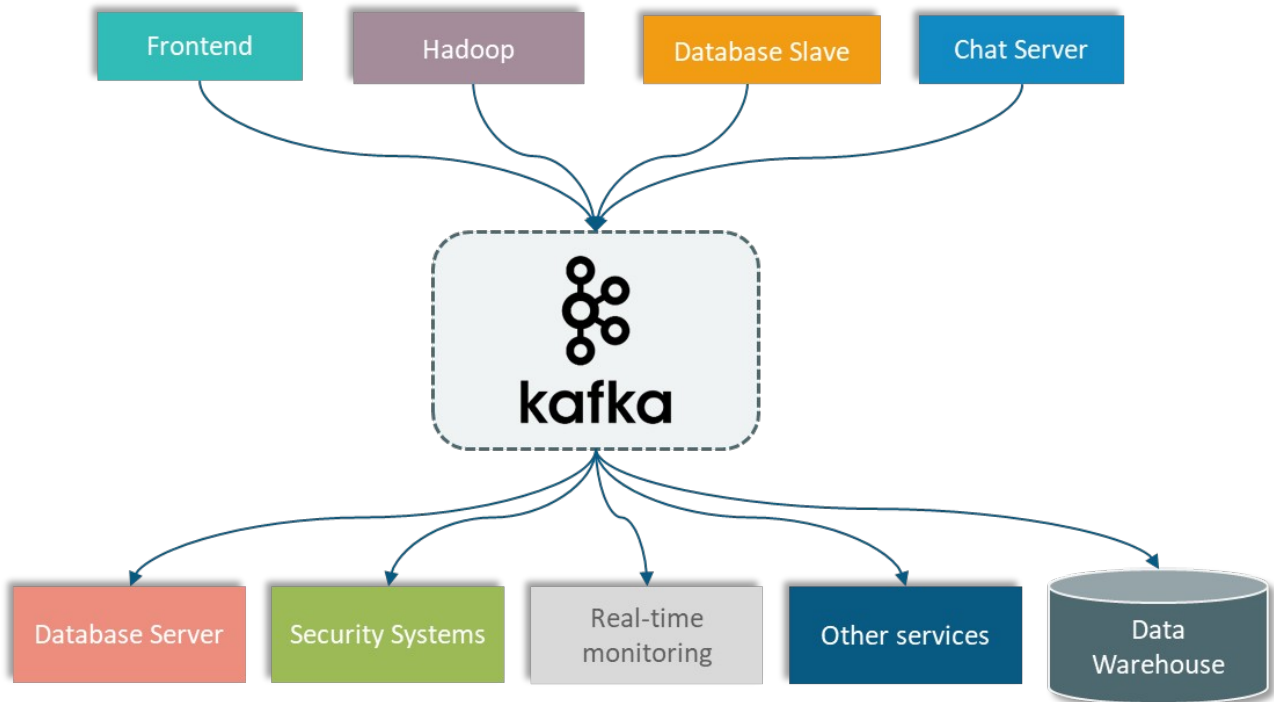 Frontend
Hadoop
Database Slave
Chat Server
kafka
Database Server
Security Systems
Real-time
monitoring
Other services
Data
Warehouse